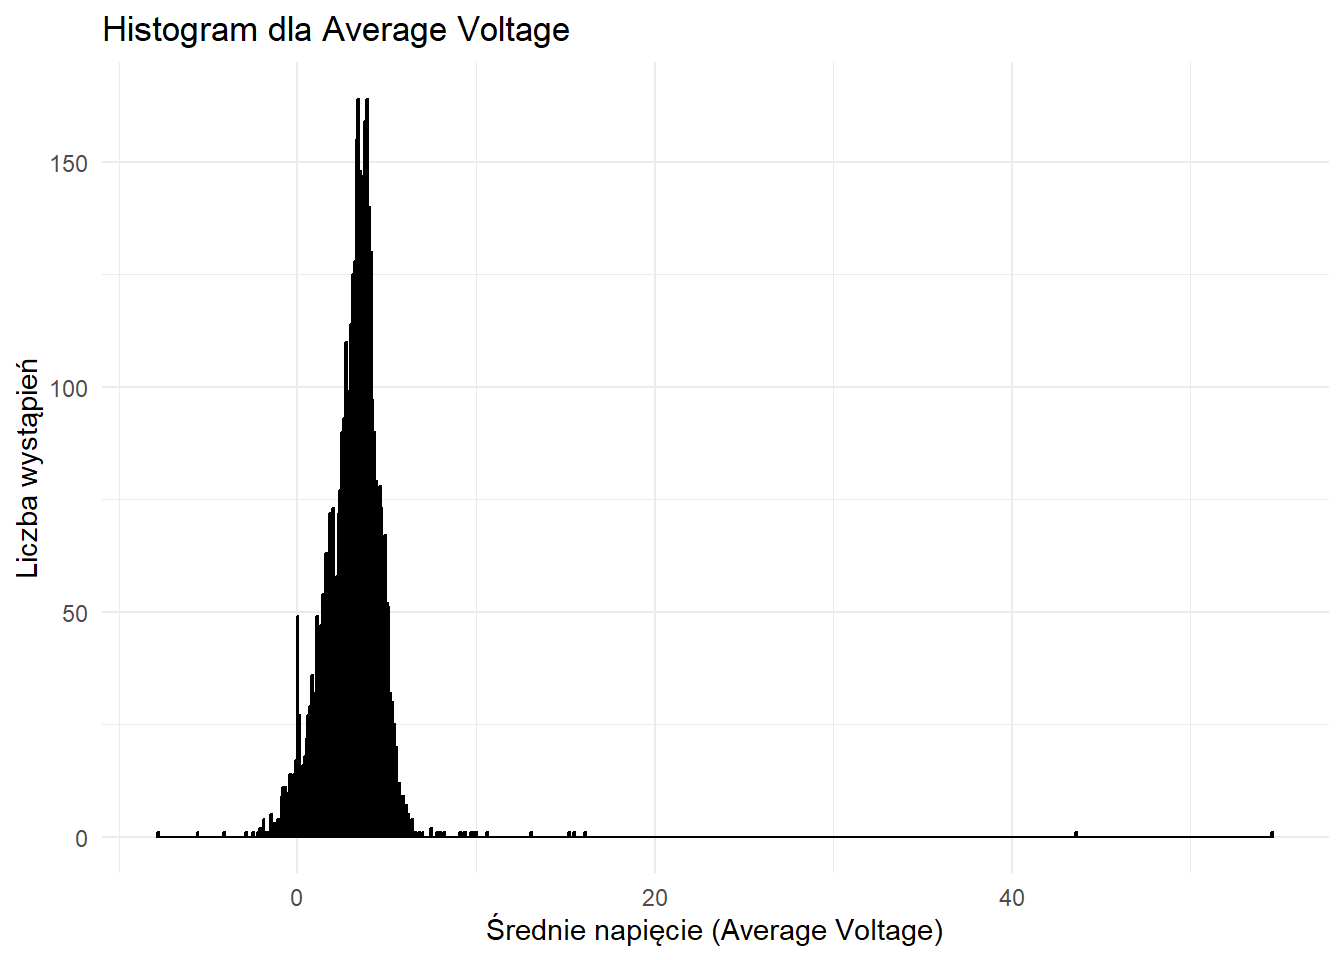 Histogram dla Average Voltage
Liczba wystąpień
150
100
50
0
0 20 40
Średnie napięcie (Average Voltage)